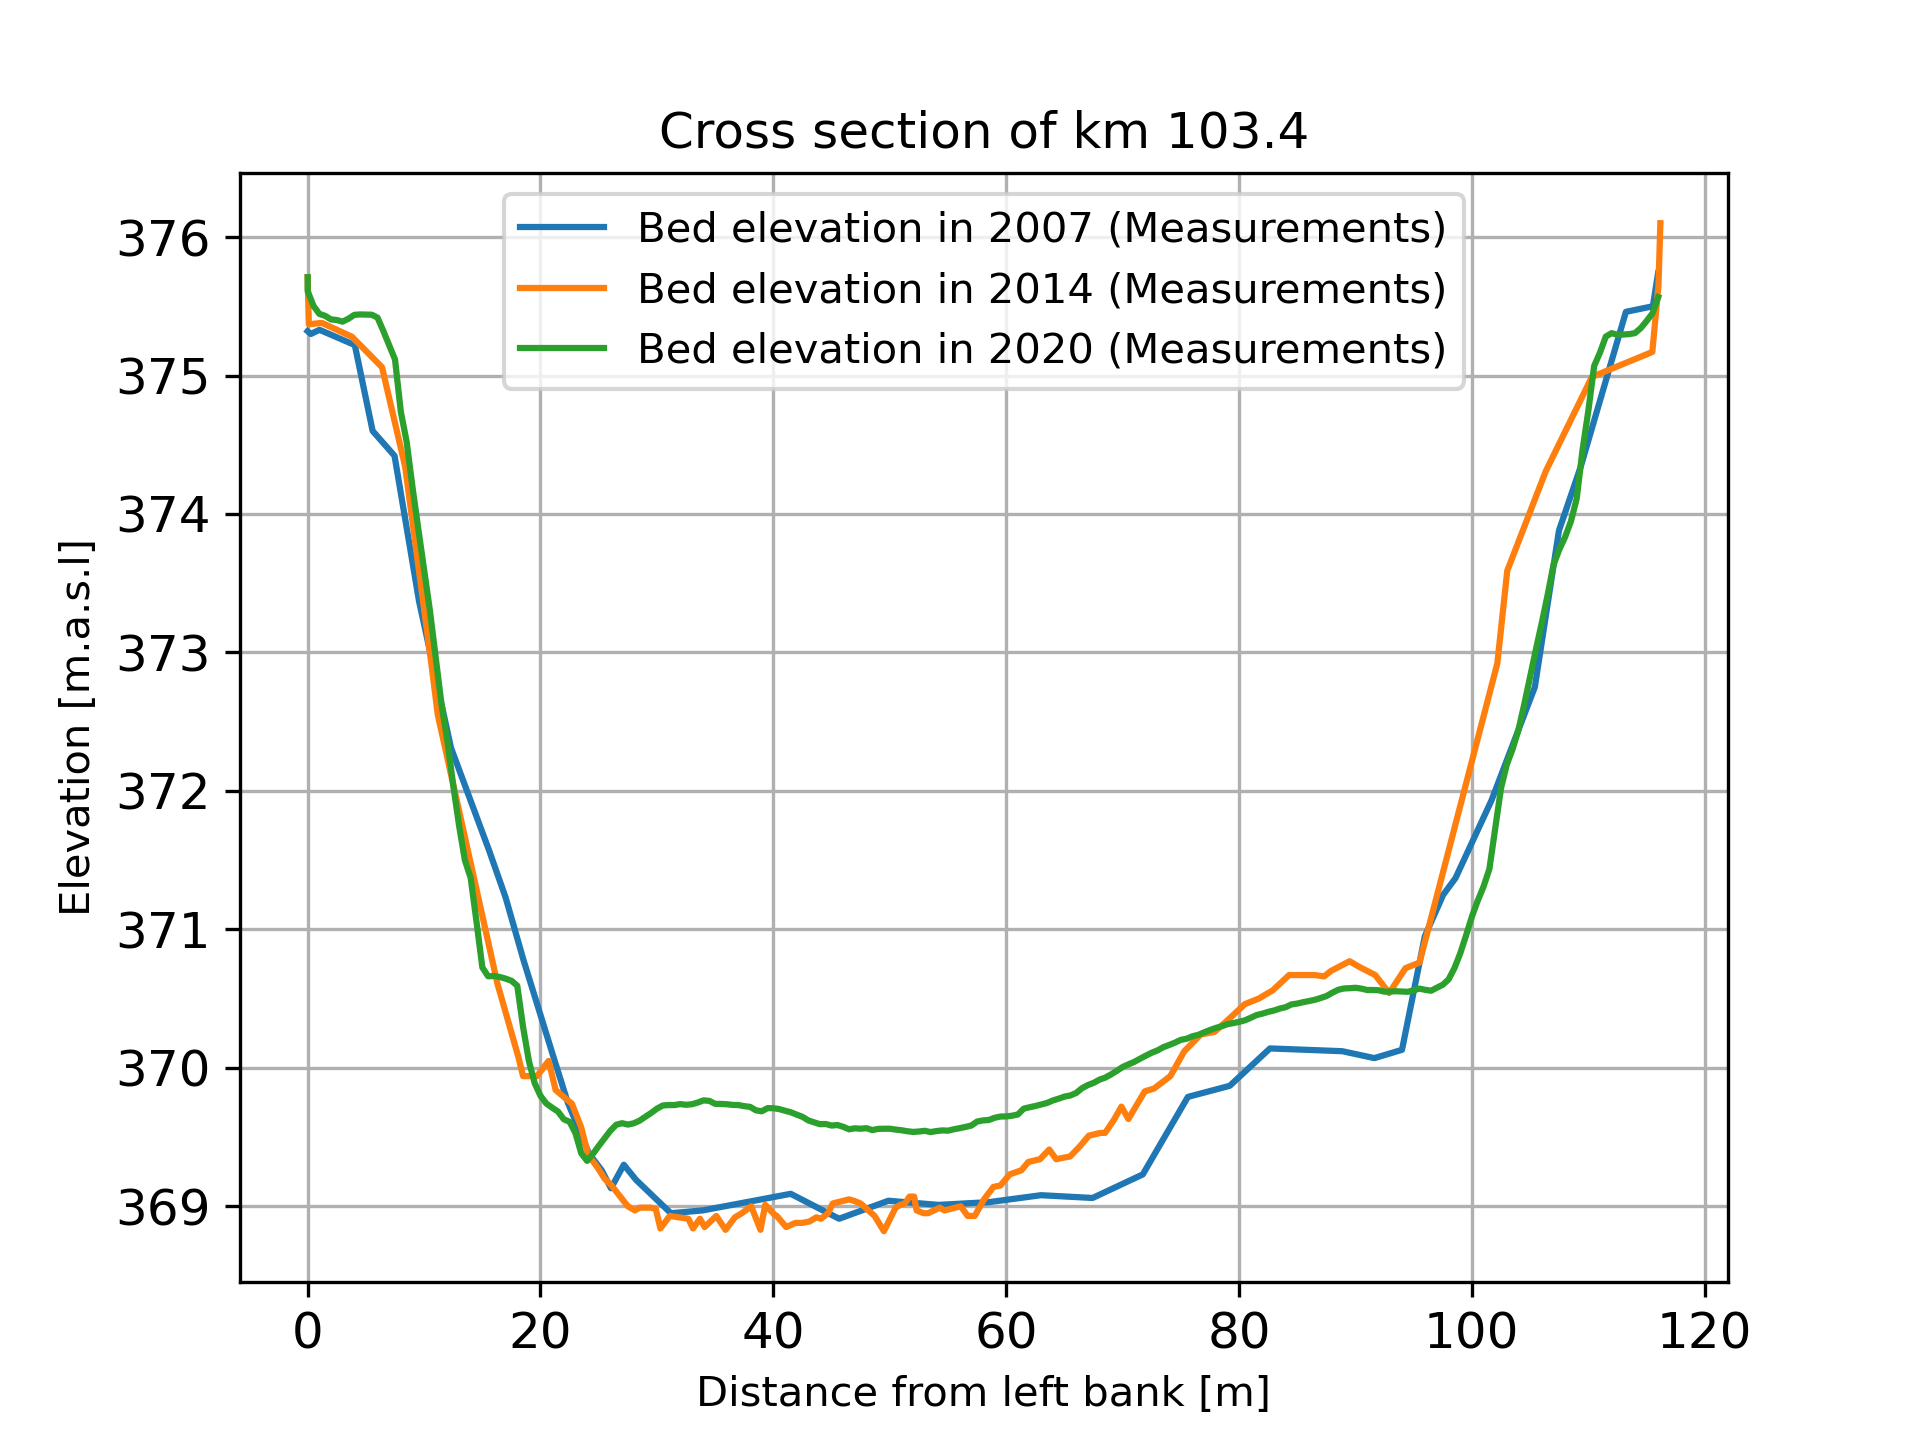 Cross section of km 103.4
Bed elevation in 2007 (Measurements)
Bed elevation in 2014 (Measurements)
Bed elevation in 2020 (Measurements)
Elevation [m.a.s.l]
376
375
374
373
372
371
370
369
0 20 40 60 80 100 120
Distance from left bank [m]